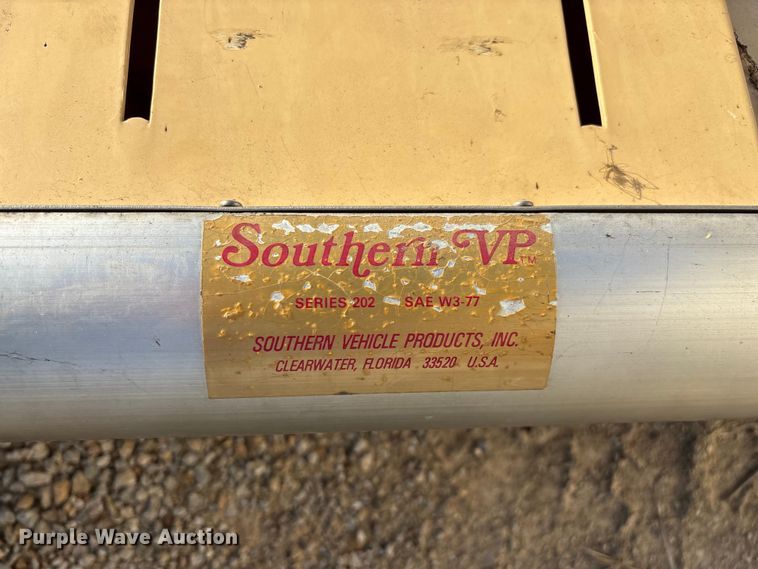 Southern VP TM
SERIES 202 SAE W3-77
SOUTHERN VEHICLE PRODUCTS, INC.
CLEARWATER, FLORIDA 33520 U.S.A.
Purple Wave Auction